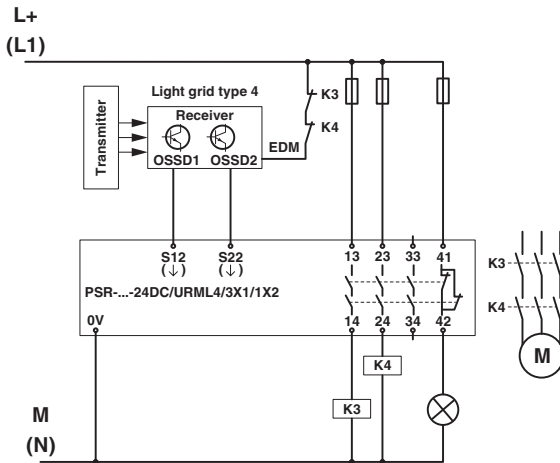 L+
(L1)
Light grid type 4
K3
K4
Transmitter
Receiver
OSSD1 OSSD2
EDM
S12 S22 13 23 33 41
(↓) (↓)
K3
PSR-...-24DC/URML4/3X1/1X2
K4
0V 14 24 34 42
M
K4
K3
M
(N)